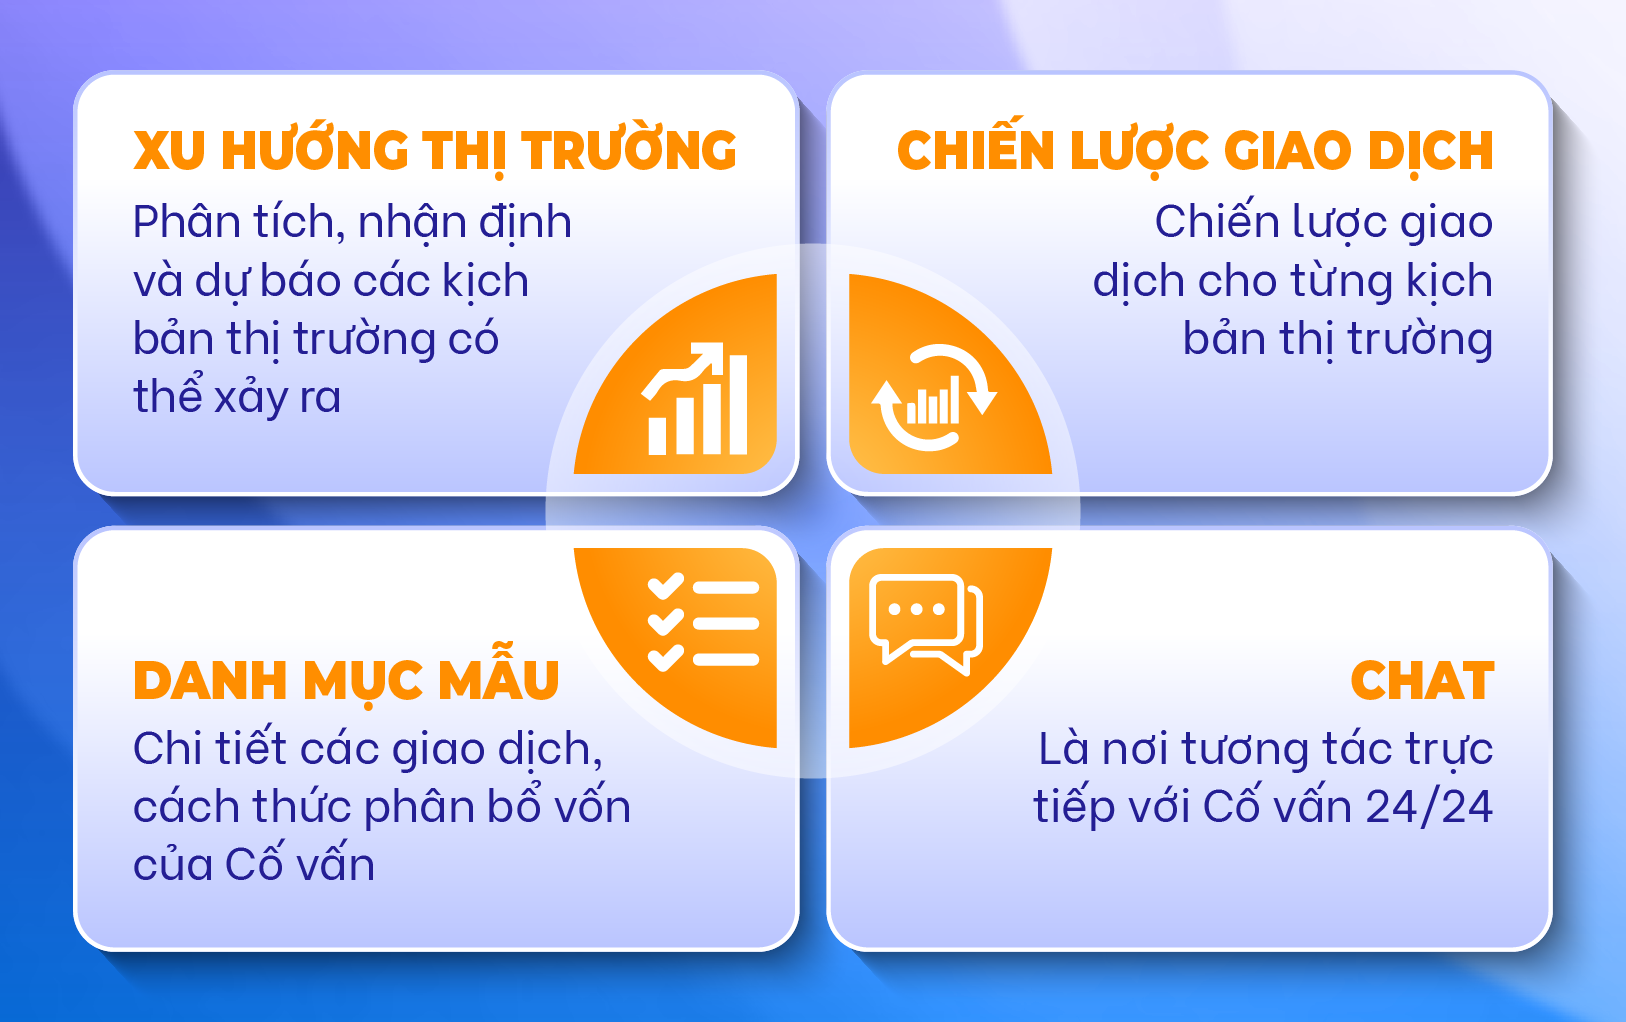 XU HƯỚNG THỊ TRƯỜNG
Phân tích, nhận định
và dự báo các kịch
bản thị trường có
thể xảy ra
CHIẾN LƯỢC GIAO DỊCH
Chiến lược giao
dịch cho từng kịch
bản thị trường
DANH MỤC MẪU
Chi tiết các giao dịch,
cách thức phân bổ vốn
của Cố vấn
CHAT
Là nơi tương tác trực
tiếp với Cố vấn 24/24